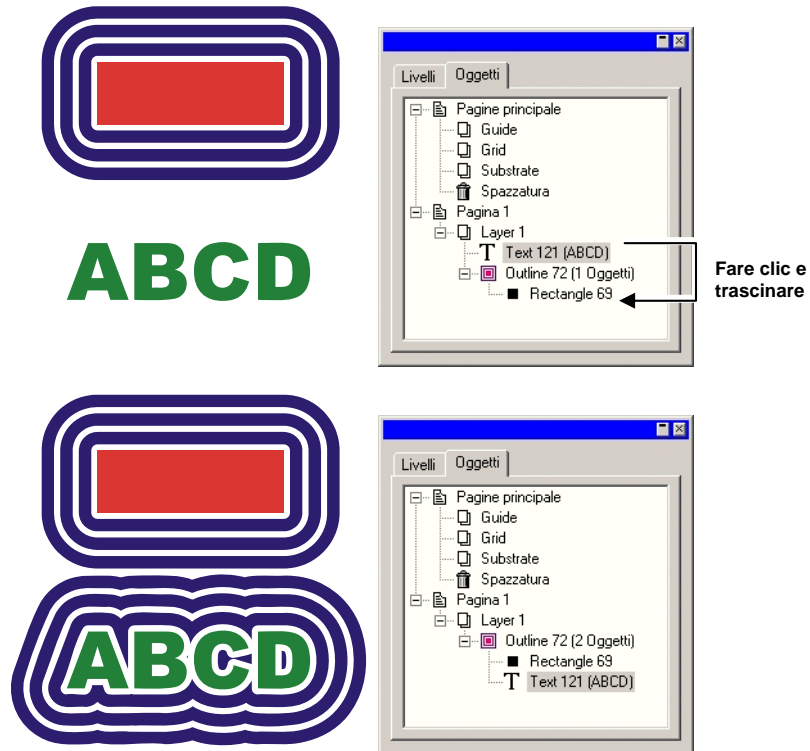 Livelli Oggetti
Pagine principale
Guide
Grid
Substrate
Spazzatura
Pagina 1
Layer 1
T Text 121 (ABCD)
Outline 72 (1 Oggetti)
Rectangle 69
ABCD
Fare clic e
trascinare
Livelli Oggetti
Pagine principale
Guide
Grid
Substrate
Spazzatura
Pagina 1
Layer 1
Outline 72 (2 Oggetti)
Rectangle 69
T Text 121 (ABCD)
ABCD